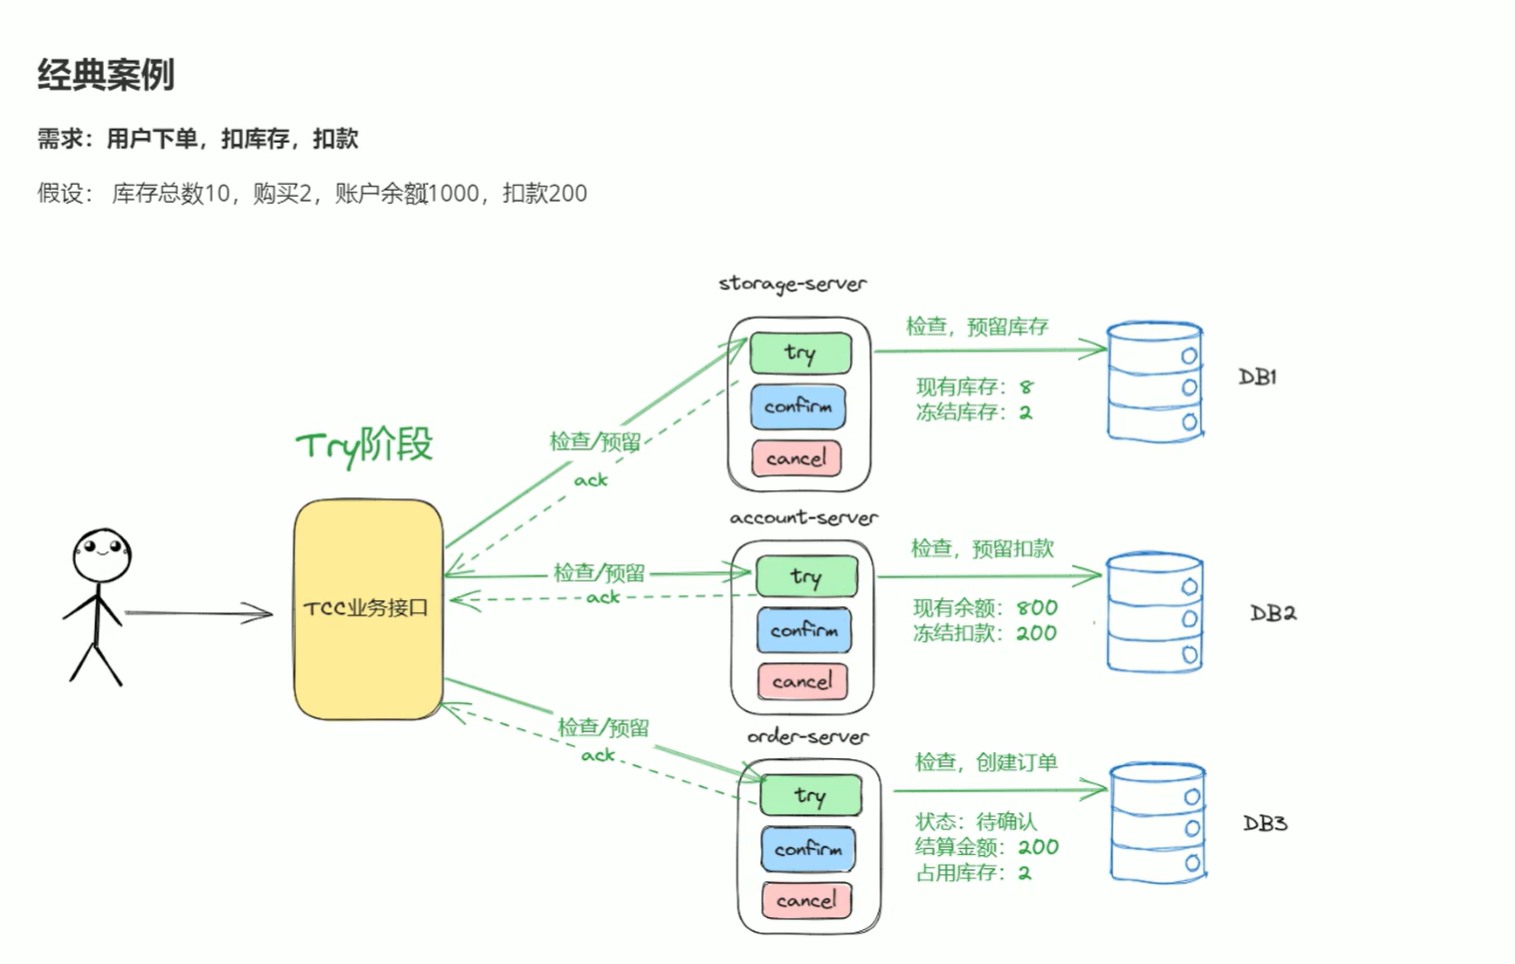 经典案例
需求：用户下单，扣库存，扣款
假设： 库存总数10，购买2，账户余额1000，扣款200
storage-server
try
confirm
cancel
检查，预留库存
现有库存：8
冻结库存：2
DB1
Try阶段
检查/预留
ack
TCC业务接口
account-server
检查/预留
ack
try
confirm
cancel
检查，预留扣款
现有余额：800
冻结扣款：200
DB2
检查/预留
ack
order-server
try
confirm
cancel
检查，创建订单
状态：待确认
结算金额：200
占用库存：2
DB3